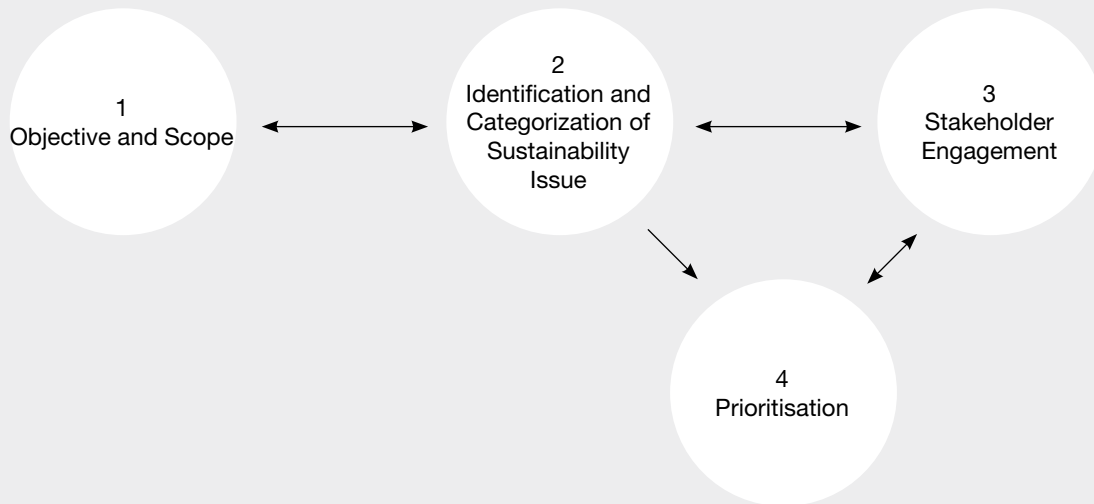 1
Objective and Scope
2
Identification and
Categorization of
Sustainability
Issue
3
Stakeholder
Engagement
4
Prioritisation